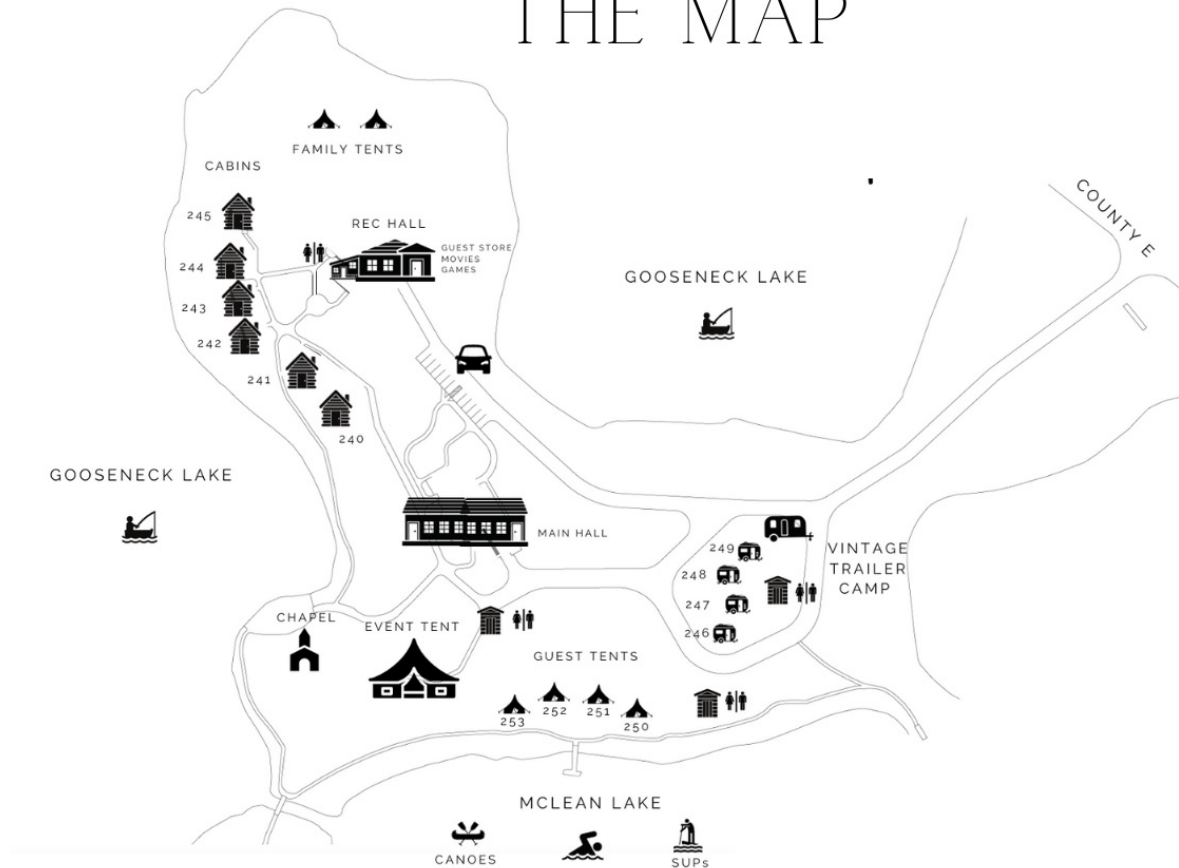 THE MAP
FAMILY TENTS
CABINS
245
244
243
242
241
240
REC HALL
GUEST STORE
MOVIES
GAMES
GOOSENECK LAKE
COUNTY E
GOOSENECK LAKE
MAIN HALL
249
248
247
246
VINTAGE
TRAILER
CAMP
CHAPEL
EVENT TENT
GUEST TENTS
253
252
251
250
MCLEAN LAKE
CANOES
SUPs